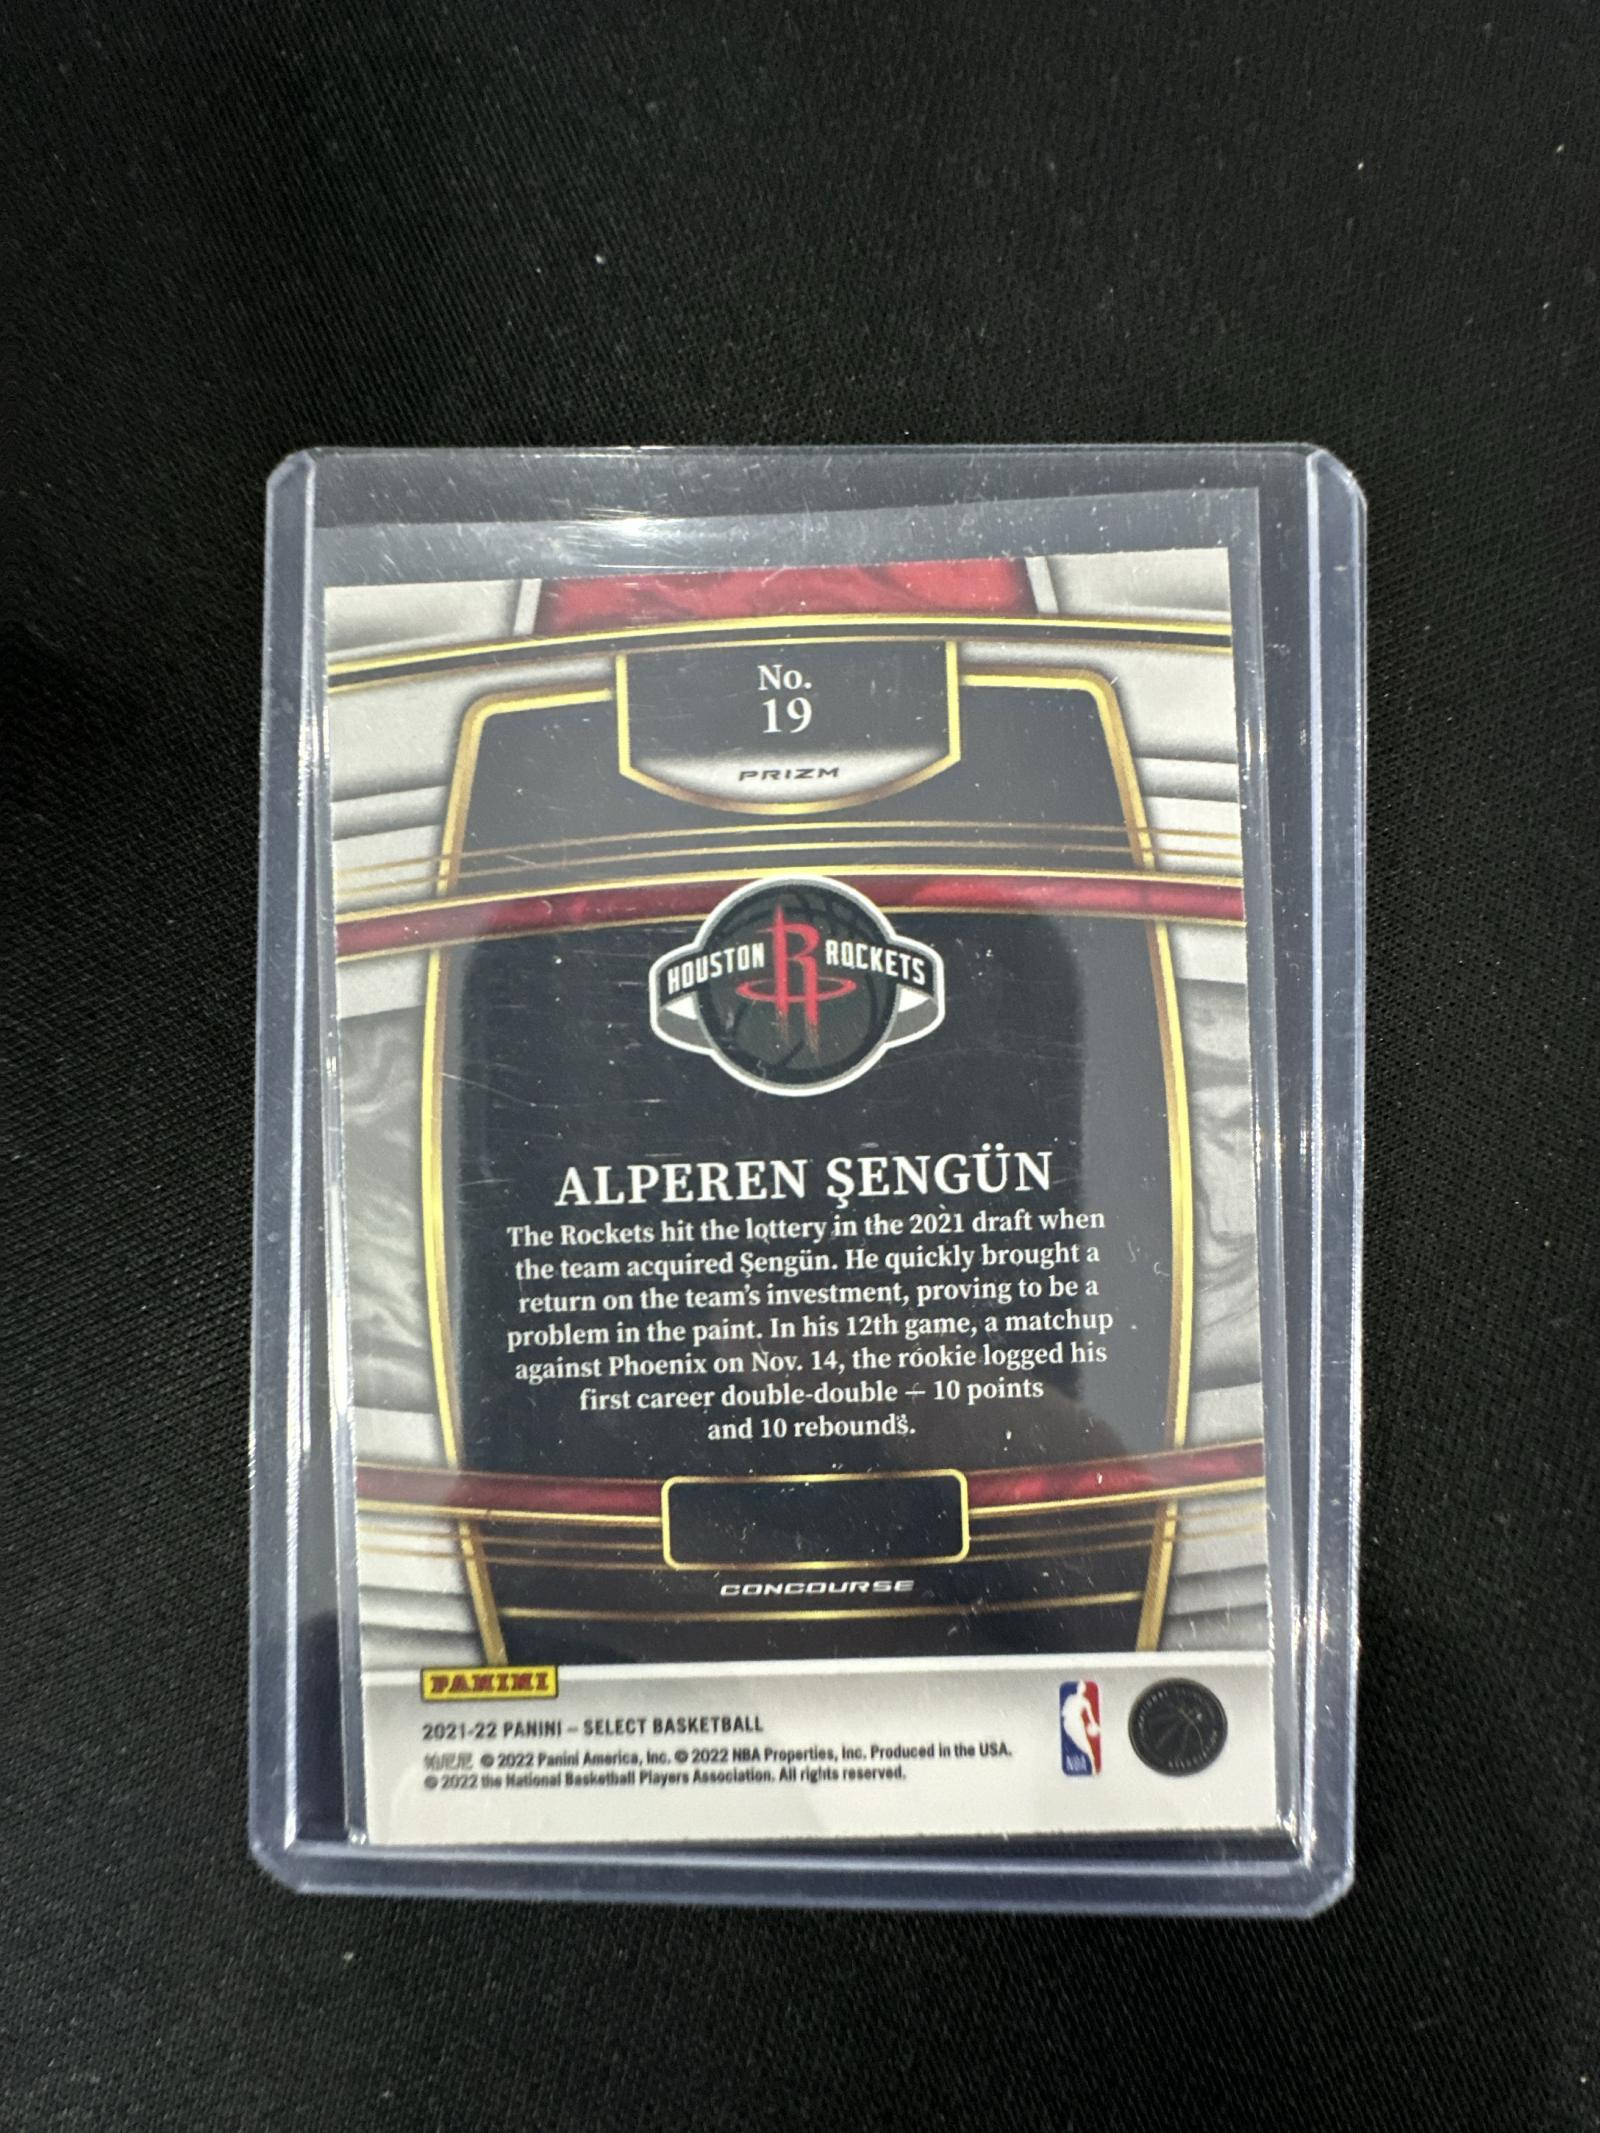 No.
19
PRIZM
HOUSTON ROCKETS
ALPEREN ŞENGÜN
The Rockets hit the lottery in the 2021 draft when
the team acquired Şengün. He quickly brought a
return on the team's investment, proving to be a
problem in the paint. In his 12th game, a matchup
against Phoenix on Nov. 14, the rookie logged his
first career double-double — 10 points
and 10 rebounds.
CONCOURSE
PANINI
2021-22 PANINI – SELECT BASKETBALL
帕尼尼 © 2022 Panini America, Inc. © 2022 NBA Properties, Inc. Produced in the USA.
© 2022 the National Basketball Players Association. All rights reserved.
NBA